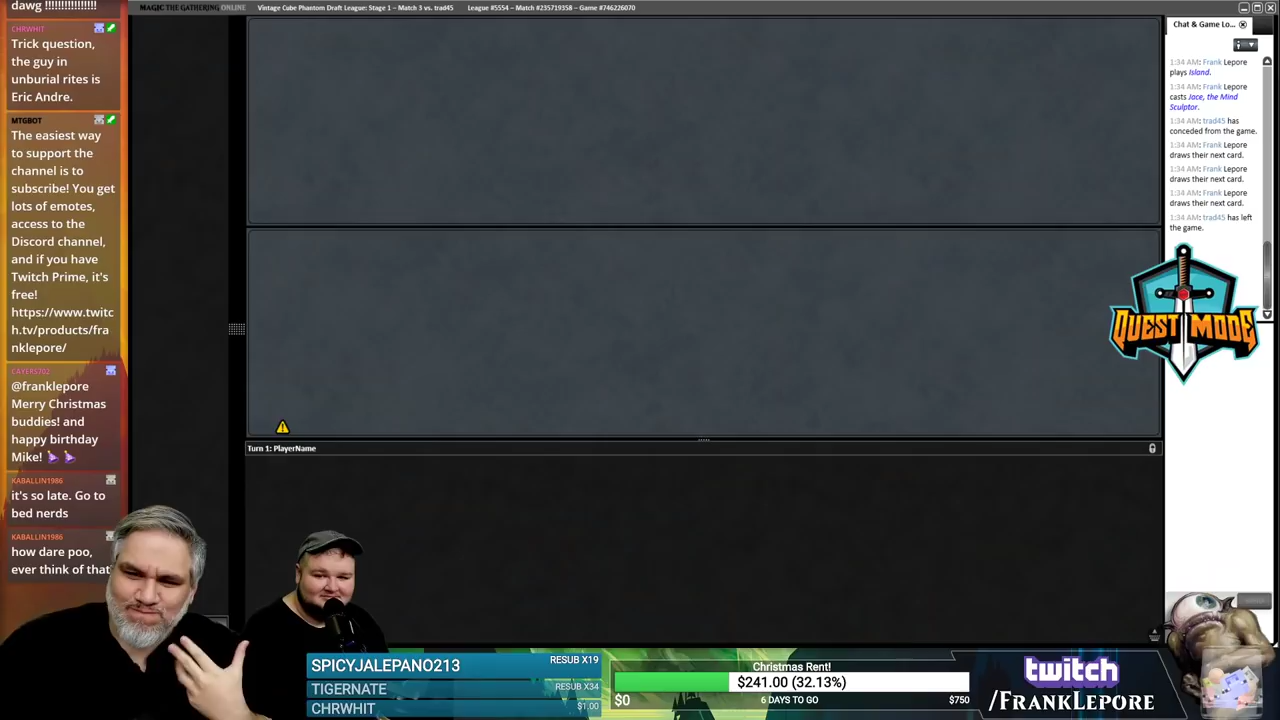 dawg !!!!!!!!!!!!!!!
CHRWHIT
Trick question,
the guy in
unburial rites is
Eric Andre.
MTGBOT
The easiest way
to support the
channel is to
subscribe! You get
lots of emotes,
access to the
Discord channel,
and if you have
Twitch Prime, it's
free!
https://www.twitc
h.tv/products/fra
nklepore/
CAYERS702
@franklepore
Merry Christmas
buddies! and
happy birthday
Mike!
KABALLIN1986
it's so late. Go to
bed nerds
KABALLIN1986
how dare poo,
ever think of that
MAGIC THE GATHERING ONLINE
Vintage Cube Phantom Draft League: Stage 1 – Match 3 vs. trad45
League #5554 – Match #235719358 – Game #746226070
Turn 1: PlayerName
Chat & Game Lo...
1:34 AM: Frank Lepore
plays Island.
1:34 AM: Frank Lepore
casts Jace, the Mind
Sculptor.
1:34 AM: trad45 has
conceded from the game.
1:34 AM: Frank Lepore
draws their next card.
1:34 AM: Frank Lepore
draws their next card.
1:34 AM: Frank Lepore
draws their next card.
1:34 AM: trad45 has left
the game.
QUEST MODE
SPICYJALEPANO213 RESUB X19
TIGERNATE RESUB X34
CHRWHIT $1.00
Christmas Rent!
$241.00 (32.13%)
$0 6 DAYS TO GO $750
twitch
/FRANKLEPORE